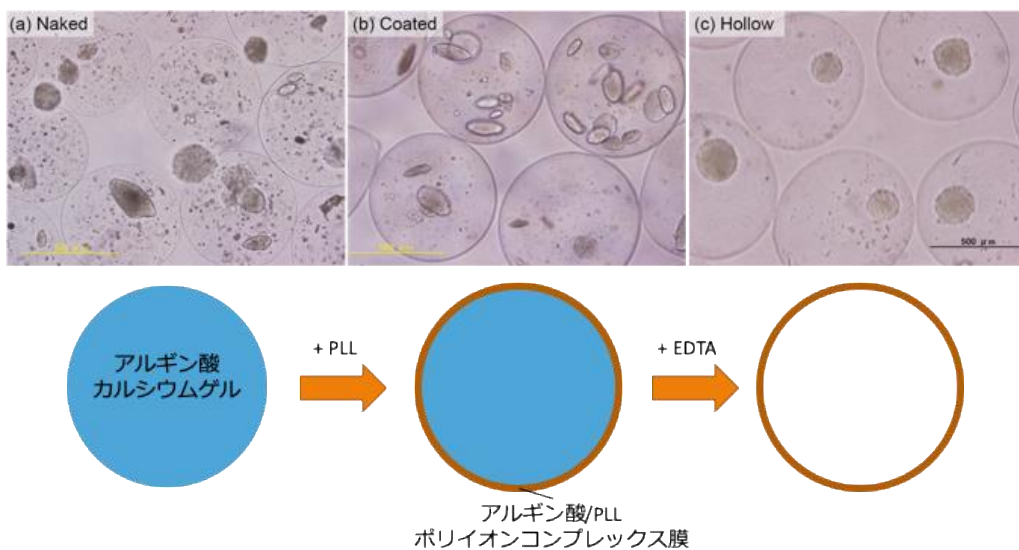 (a) Naked
(b) Coated
(c) Hollow
500 μm
アルギン酸
カルシウムゲル
+ PLL
+ EDTA
アルギン酸/PLL
ポリイオンコンプレックス膜